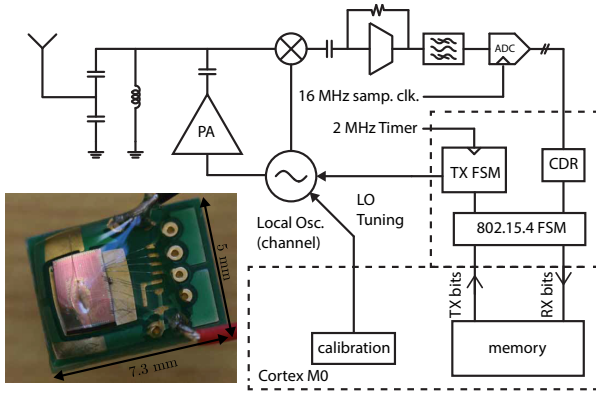 ADC
16 MHz samp. clk.
PA
2 MHz Timer
TX FSM
CDR
LO
Tuning
Local Osc.
(channel)
802.15.4 FSM
5 mm
7.3 mm
TX bits
RX bits
calibration
memory
Cortex M0